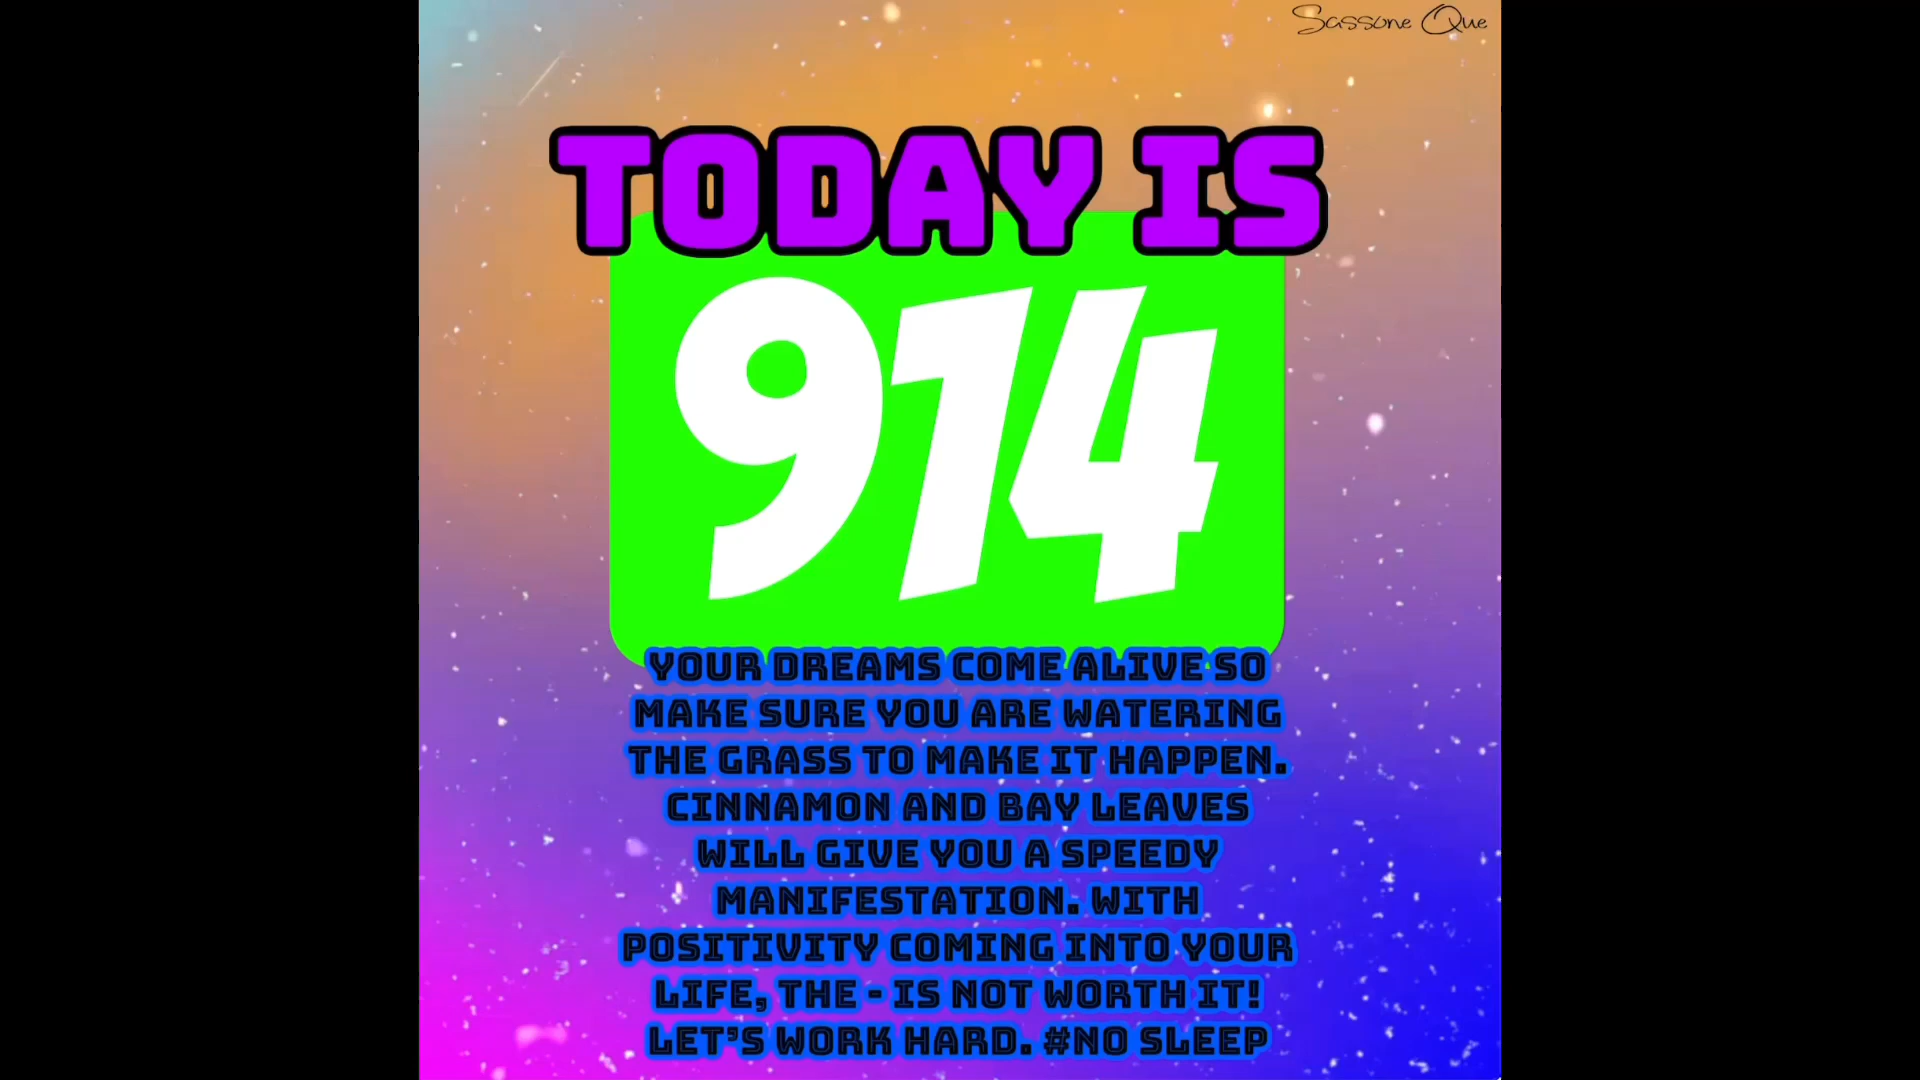 Sassone Que
TODAY IS
914
YOUR DREAMS COME ALIVE SO
MAKE SURE YOU ARE WATERING
THE GRASS TO MAKE IT HAPPEN.
CINNAMON AND BAY LEAVES
WILL GIVE YOU A SPEEDY
MANIFESTATION. WITH
POSITIVITY COMING INTO YOUR
LIFE, THE - IS NOT WORTH IT!
LET'S WORK HARD. #NO SLEEP